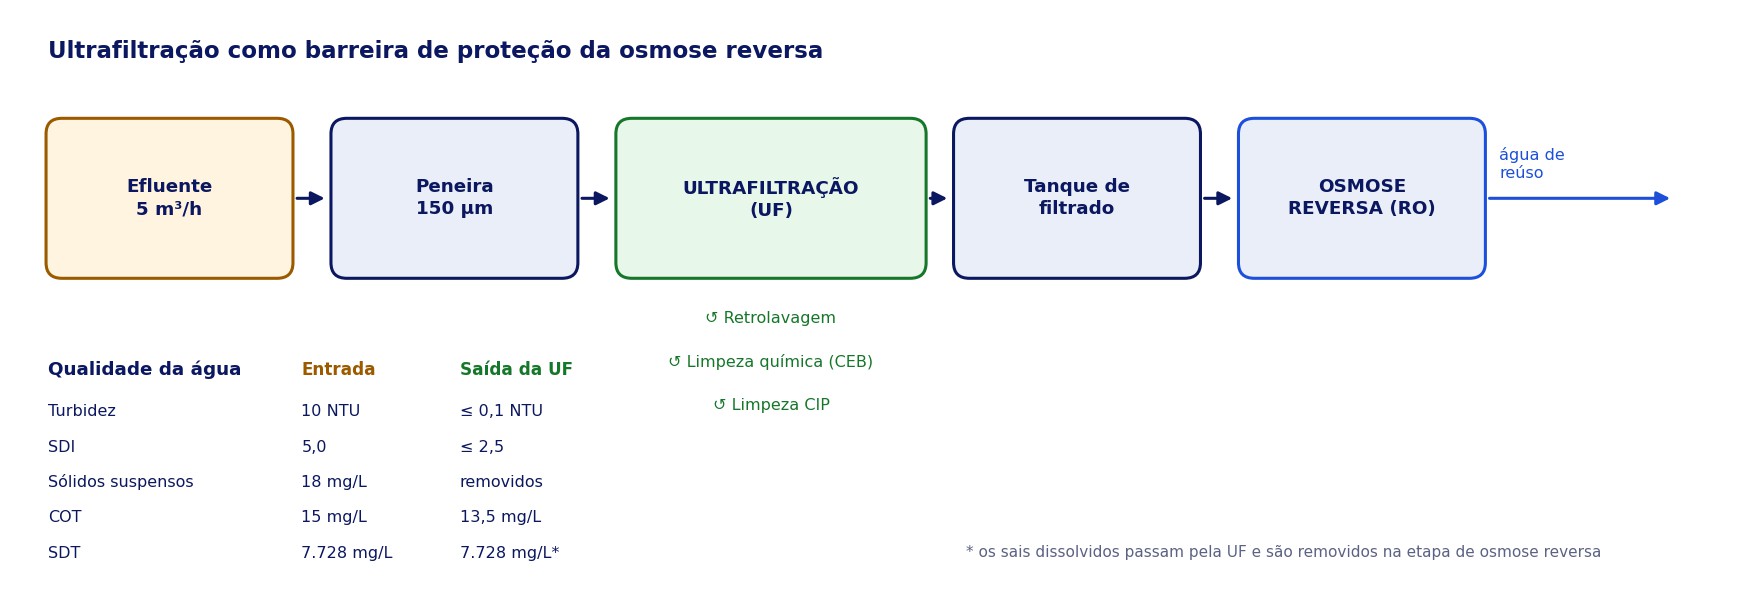 Ultrafiltração como barreira de proteção da osmose reversa
Efluente
5 m³/h
Peneira
150 µm
ULTRAFILTRAÇÃO
(UF)
Tanque de
filtrado
OSMOSE
REVERSA (RO)
água de
reúso
↺ Retrolavagem
↺ Limpeza química (CEB)
↺ Limpeza CIP
Qualidade da água Entrada Saída da UF
Turbidez 10 NTU ≤ 0,1 NTU
SDI 5,0 ≤ 2,5
Sólidos suspensos 18 mg/L removidos
COT 15 mg/L 13,5 mg/L
SDT 7.728 mg/L 7.728 mg/L*
* os sais dissolvidos passam pela UF e são removidos na etapa de osmose reversa